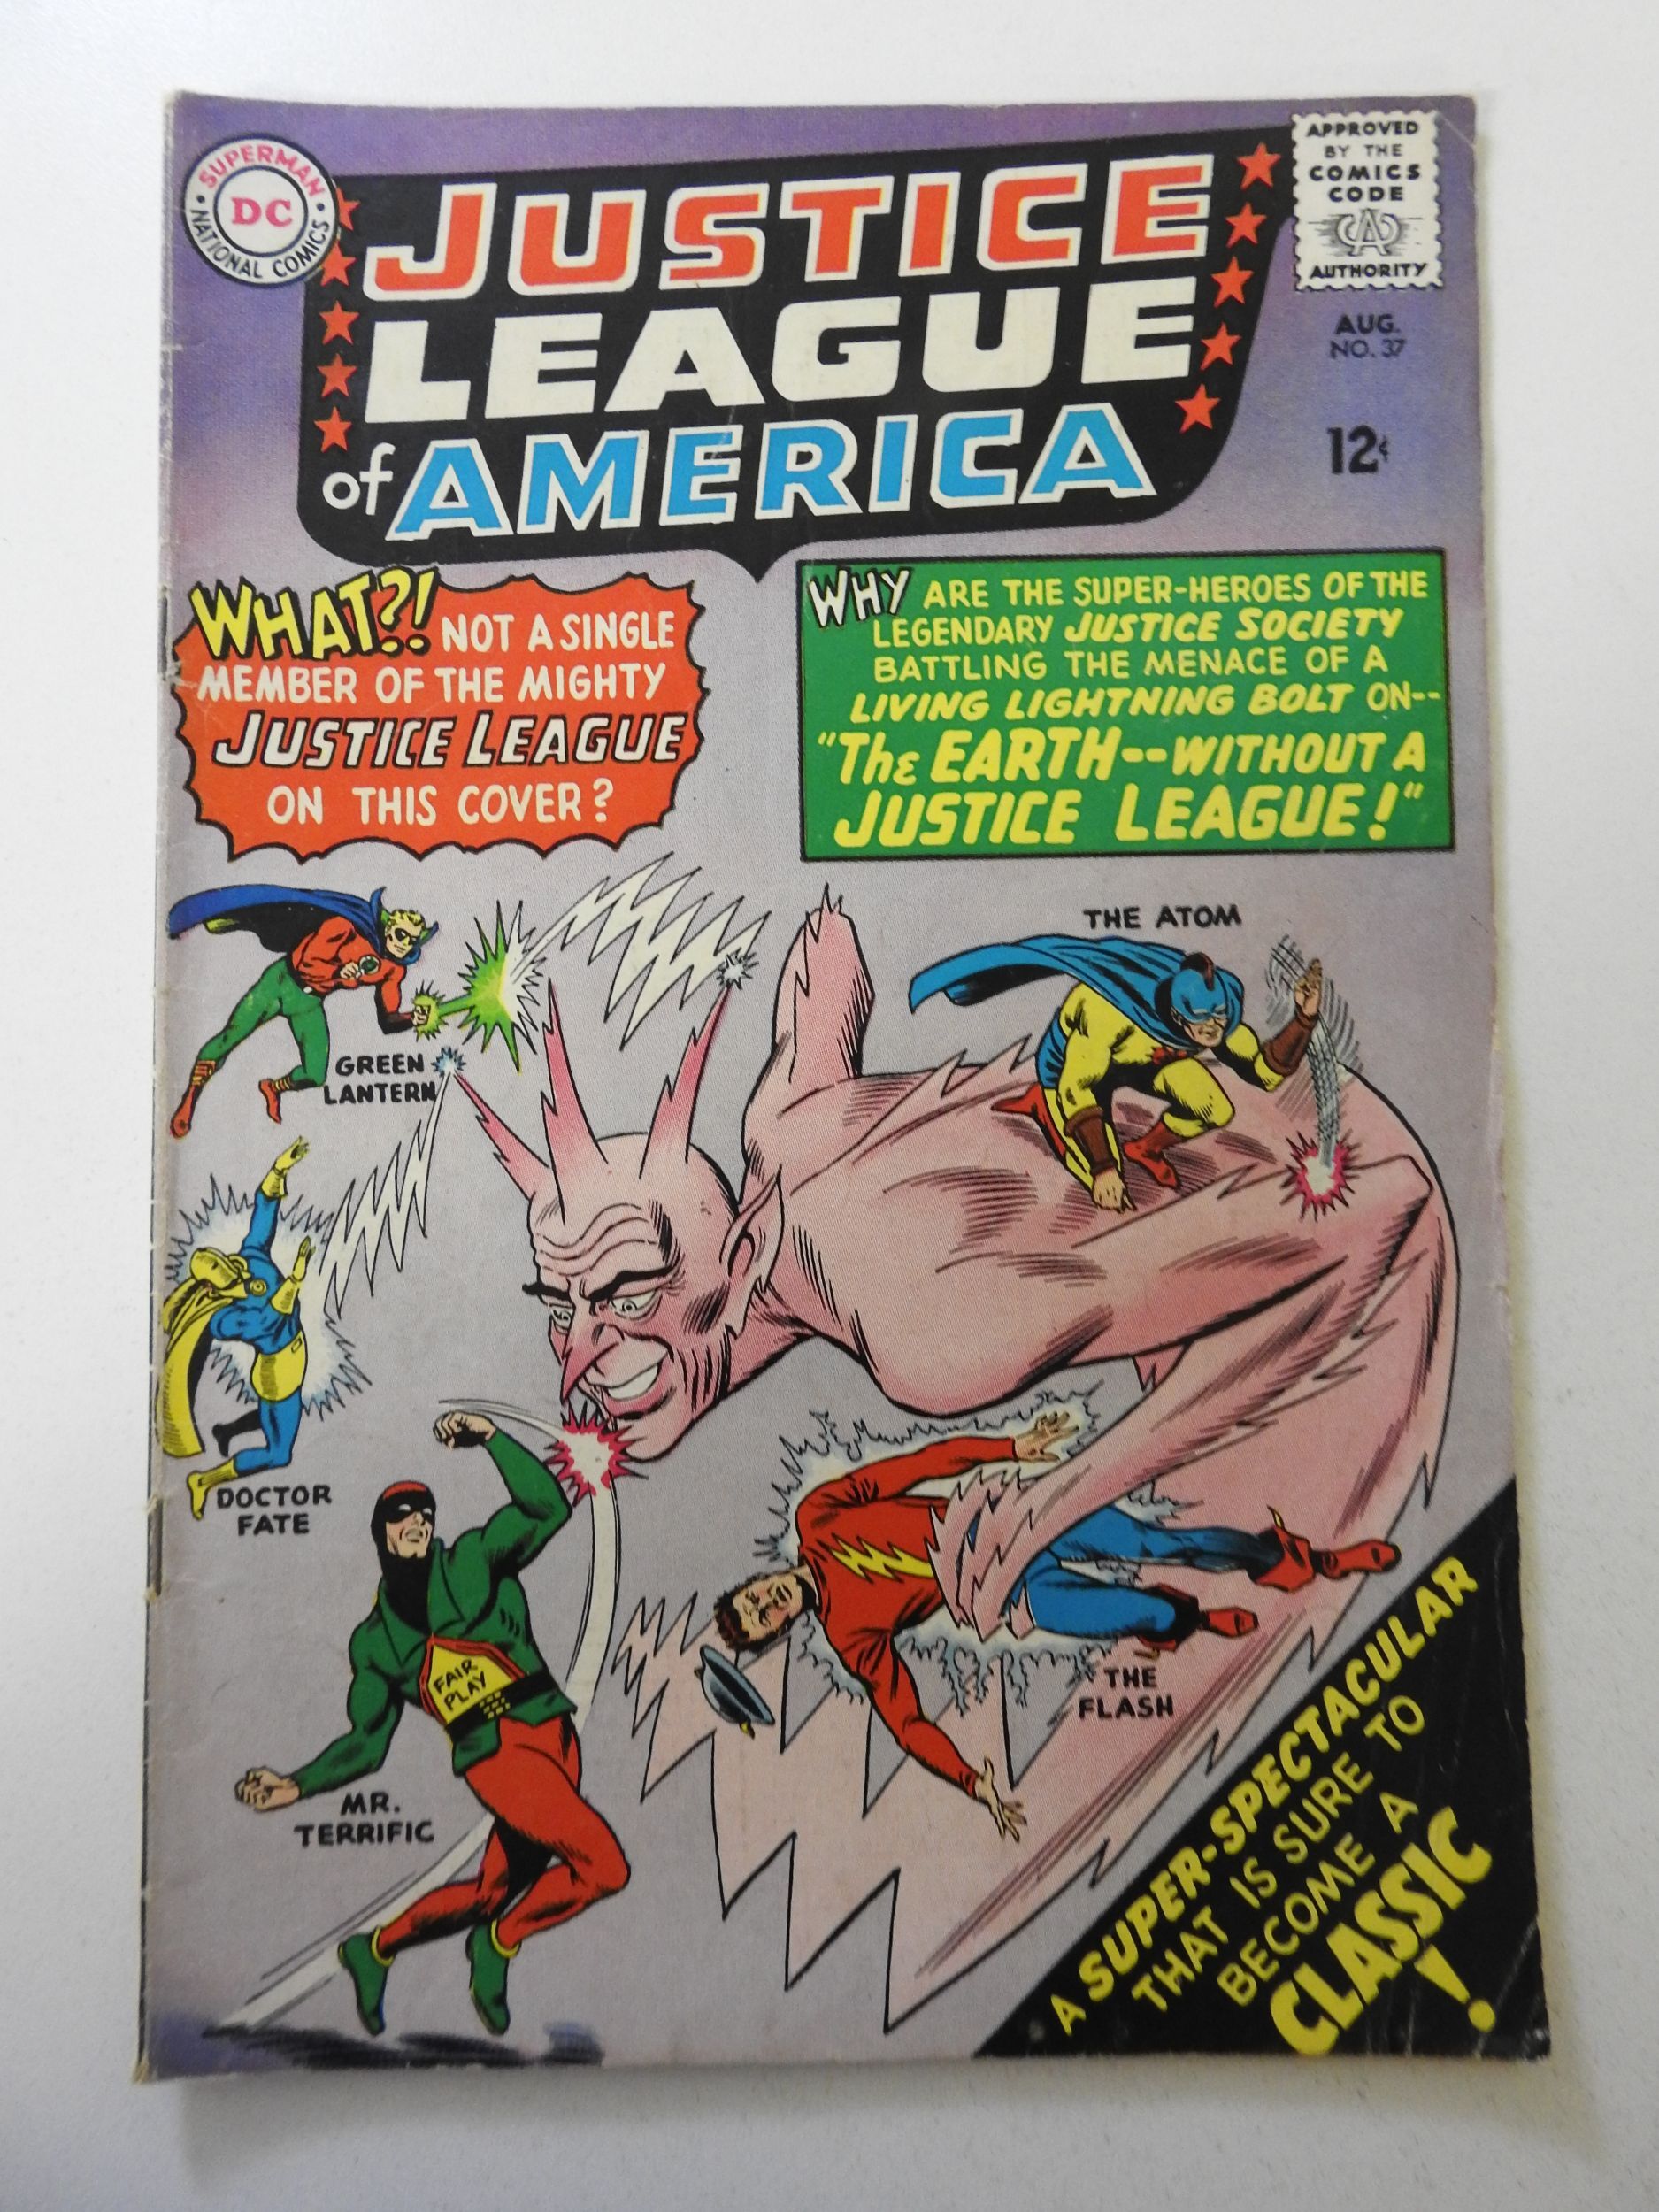 SUPERMAN
DC
NATIONAL COMICS
JUSTICE
LEAGUE
of AMERICA
APPROVED
BY THE
COMICS
CODE
CA
AUTHORITY
AUG.
NO. 37
12¢
WHAT?! NOT A SINGLE
MEMBER OF THE MIGHTY
JUSTICE LEAGUE
ON THIS COVER?
WHY ARE THE SUPER-HEROES OF THE
LEGENDARY JUSTICE SOCIETY
BATTLING THE MENACE OF A
LIVING LIGHTNING BOLT ON--
"The EARTH--WITHOUT A
JUSTICE LEAGUE!"
THE ATOM
GREEN
LANTERN
DOCTOR
FATE
FAIR
PLAY
MR.
TERRIFIC
THE
FLASH
A SUPER-SPECTACULAR
THAT IS SURE TO
BECOME A
CLASSIC
!